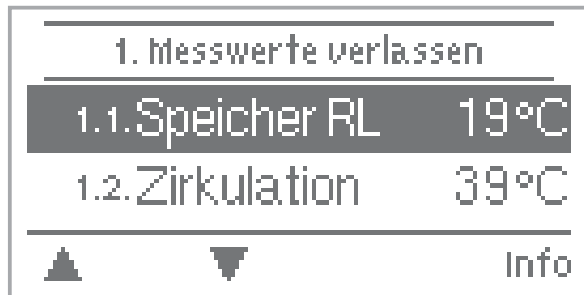 1. Messwerte verlassen
1.1. Speicher RL 19°C
1.2. Zirkulation 39°C
Info